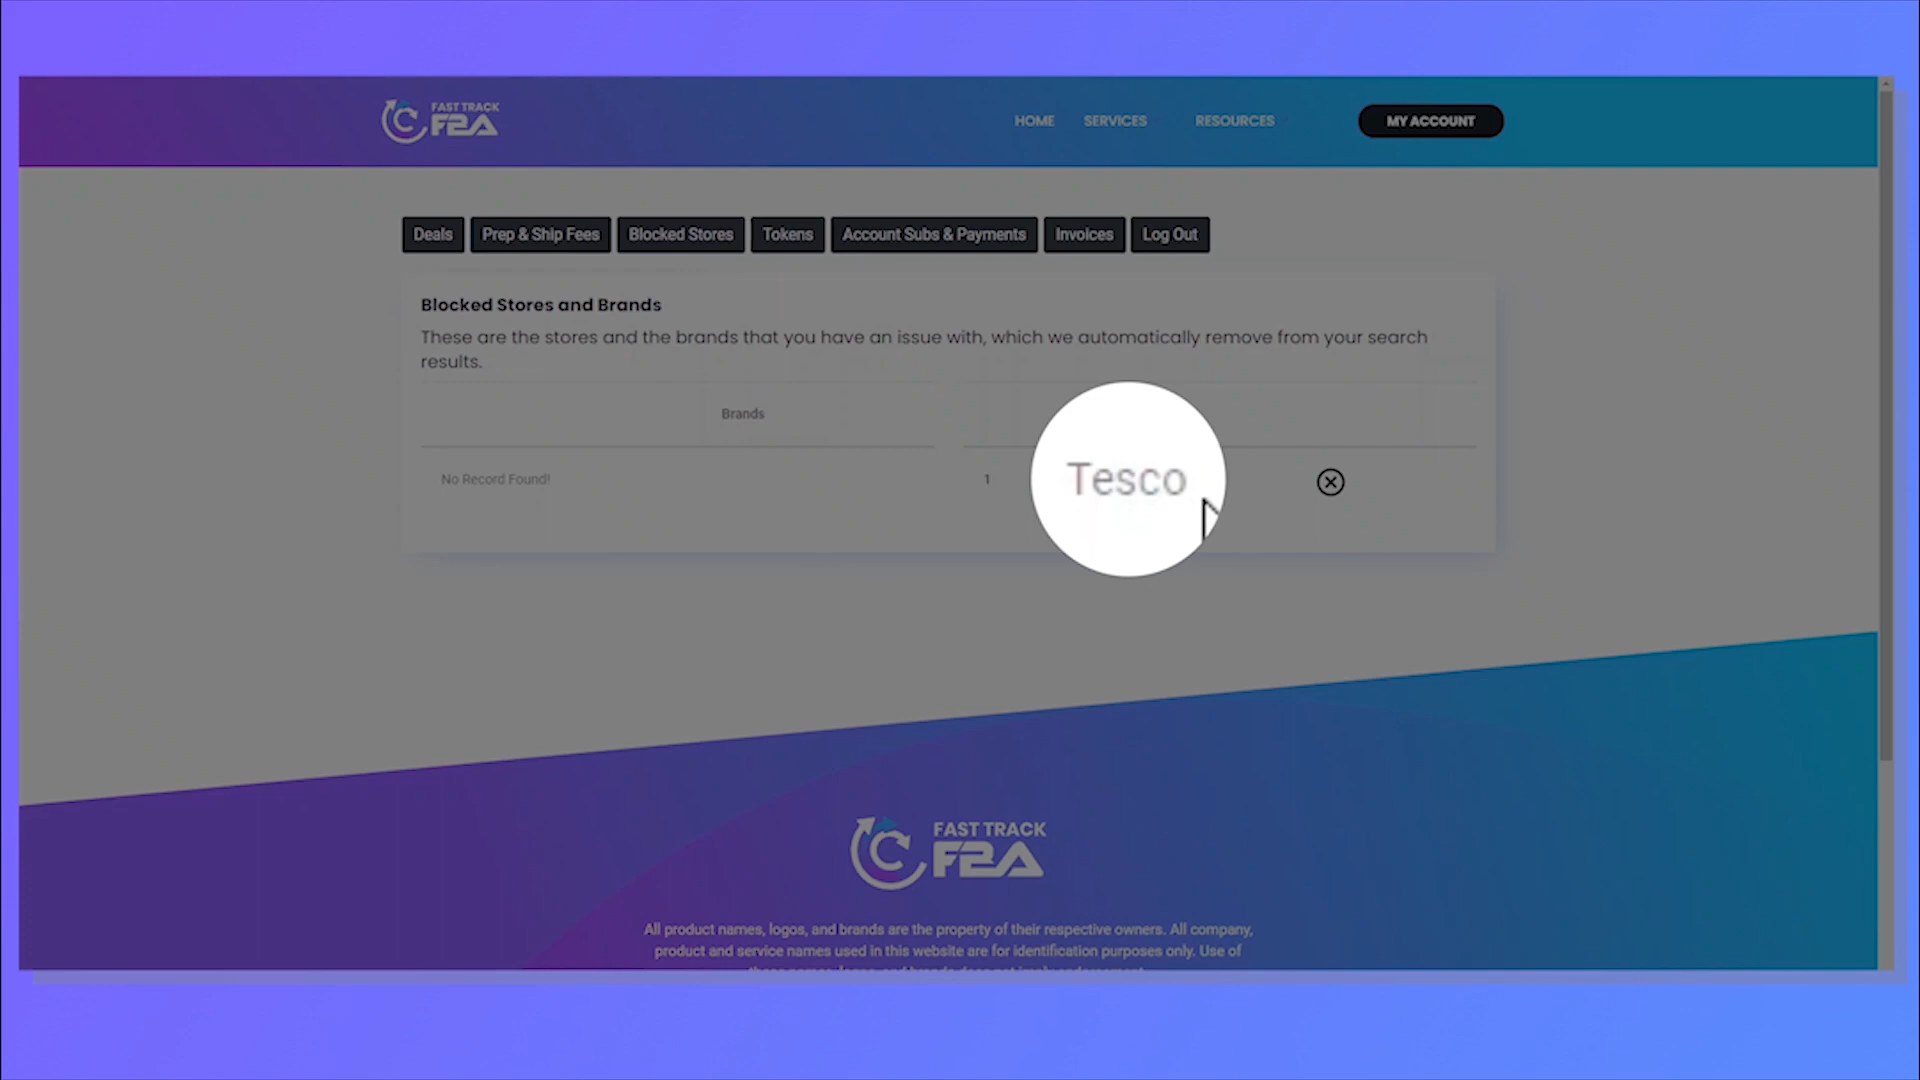 FAST TRACK
F2A
HOME SERVICES RESOURCES MY ACCOUNT
Deals Prep & Ship Fees Blocked Stores Tokens Account Subs & Payments Invoices Log Out
Blocked Stores and Brands
These are the stores and the brands that you have an issue with, which we automatically remove from your search
results.
Brands
No Record Found! 1 Tesco
FAST TRACK
F2A
All product names, logos, and brands are the property of their respective owners. All company,
product and service names used in this website are for identification purposes only. Use of